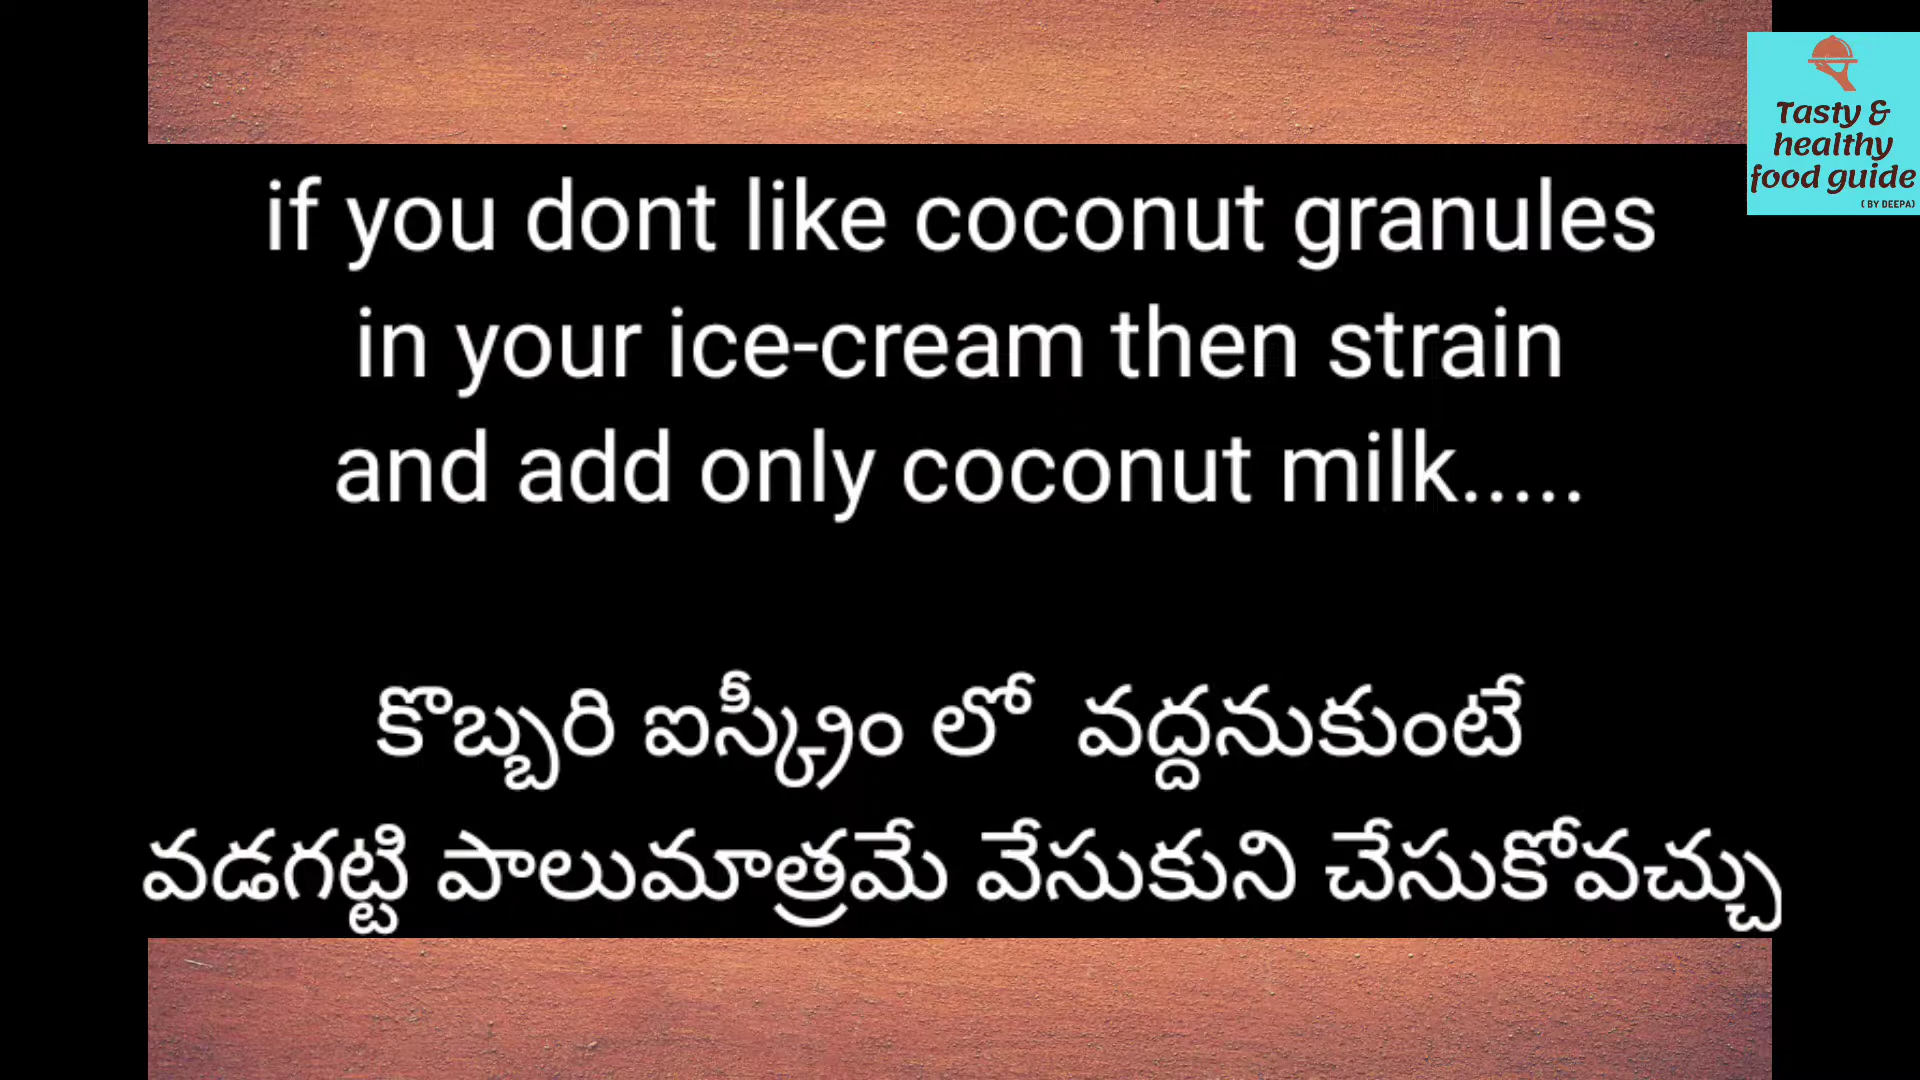 Tasty &
healthy
food guide
( BY DEEPA)
if you dont like coconut granules
in your ice-cream then strain
and add only coconut milk.....
కొబ్బరి ఐస్క్రీం లో వద్దనుకుంటే
వడగట్టి పాలుమాత్రమే వేసుకుని చేసుకోవచ్చు